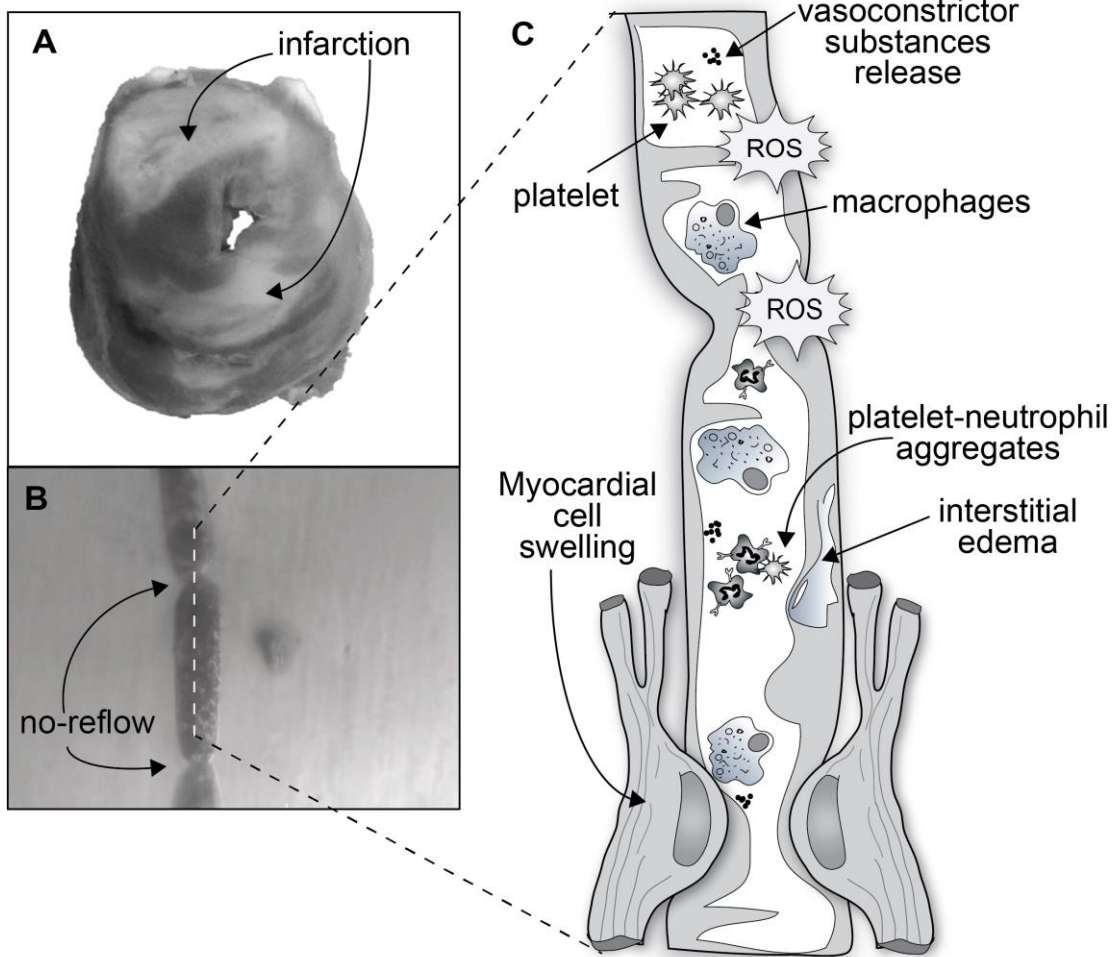 A
infarction
B
no-reflow
C
vasoconstrictor
substances
release
ROS
platelet
macrophages
ROS
platelet-neutrophil
aggregates
Myocardial
cell
swelling
interstitial
edema